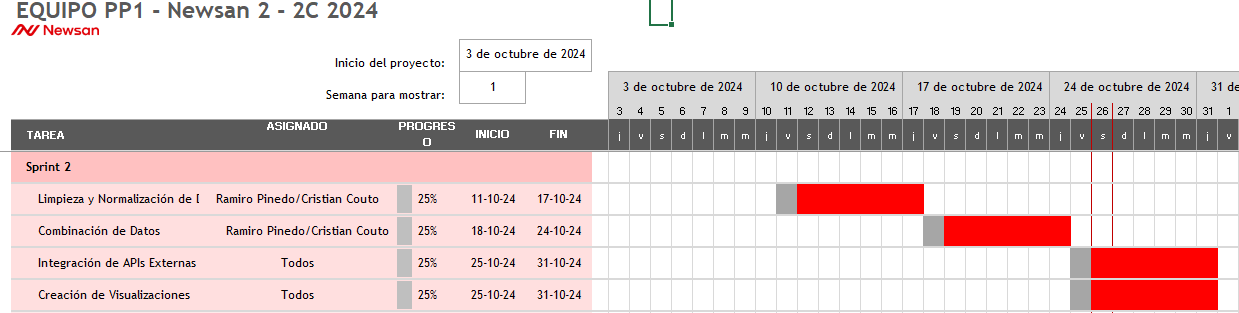 EQUIPO PP1 - Newsan 2 - 2C 2024
Newsan
Inicio del proyecto: 3 de octubre de 2024
Semana para mostrar: 1
3 de octubre de 2024 10 de octubre de 2024 17 de octubre de 2024 24 de octubre de 2024 31 de
3 4 5 6 7 8 9 10 11 12 13 14 15 16 17 18 19 20 21 22 23 24 25 26 27 28 29 30 31 1
TAREA ASIGNADO PROGRES
O INICIO FIN j v s d l m m j v s d l m m j v s d l m m j v s d l m m j v
Sprint 2
Limpieza y Normalización de Ramiro Pinedo/Cristian Couto 25% 11-10-24 17-10-24
Combinación de Datos Ramiro Pinedo/Cristian Couto 25% 18-10-24 24-10-24
Integración de APIs Externas Todos 25% 25-10-24 31-10-24
Creación de Visualizaciones Todos 25% 25-10-24 31-10-24